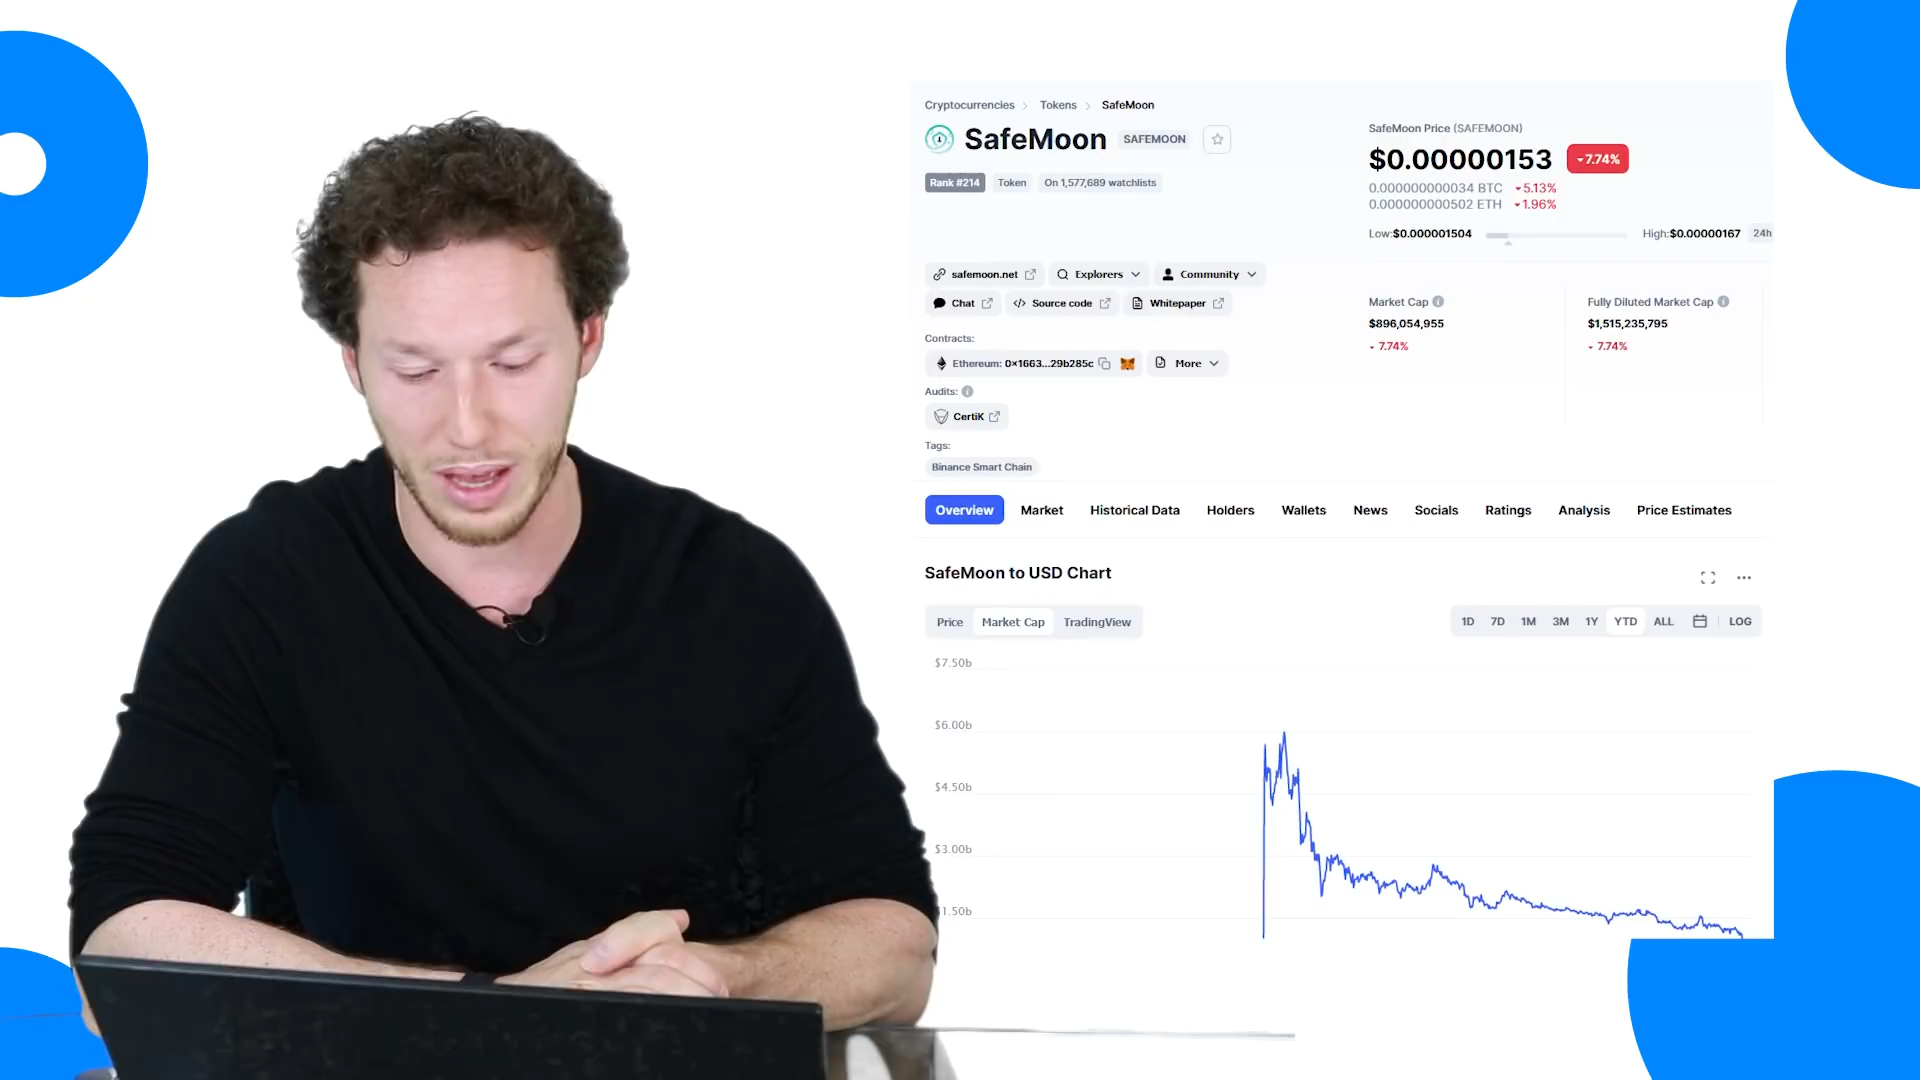 Cryptocurrencies Tokens SafeMoon
SafeMoon SAFEMOON
Rank #214 Token On 1,577,689 watchlists
SafeMoon Price (SAFEMOON)
$0.00000153 7.74%
0.000000000034 BTC 5.13%
0.000000000502 ETH 1.96%
Low:$0.000001504 High:$0.00000167 24h
safemoon.net Explorers Community
Chat Source code Whitepaper
Contracts:
Ethereum: 0x1663...29b285c More
Audits:
CertiK
Tags:
Binance Smart Chain
Market Cap
$896,054,955
7.74%
Fully Diluted Market Cap
$1,515,235,795
7.74%
Overview Market Historical Data Holders Wallets News Socials Ratings Analysis Price Estimates
SafeMoon to USD Chart
Price Market Cap TradingView
1D 7D 1M 3M 1Y YTD ALL LOG
$7.50b
$6.00b
$4.50b
$3.00b
1.50b